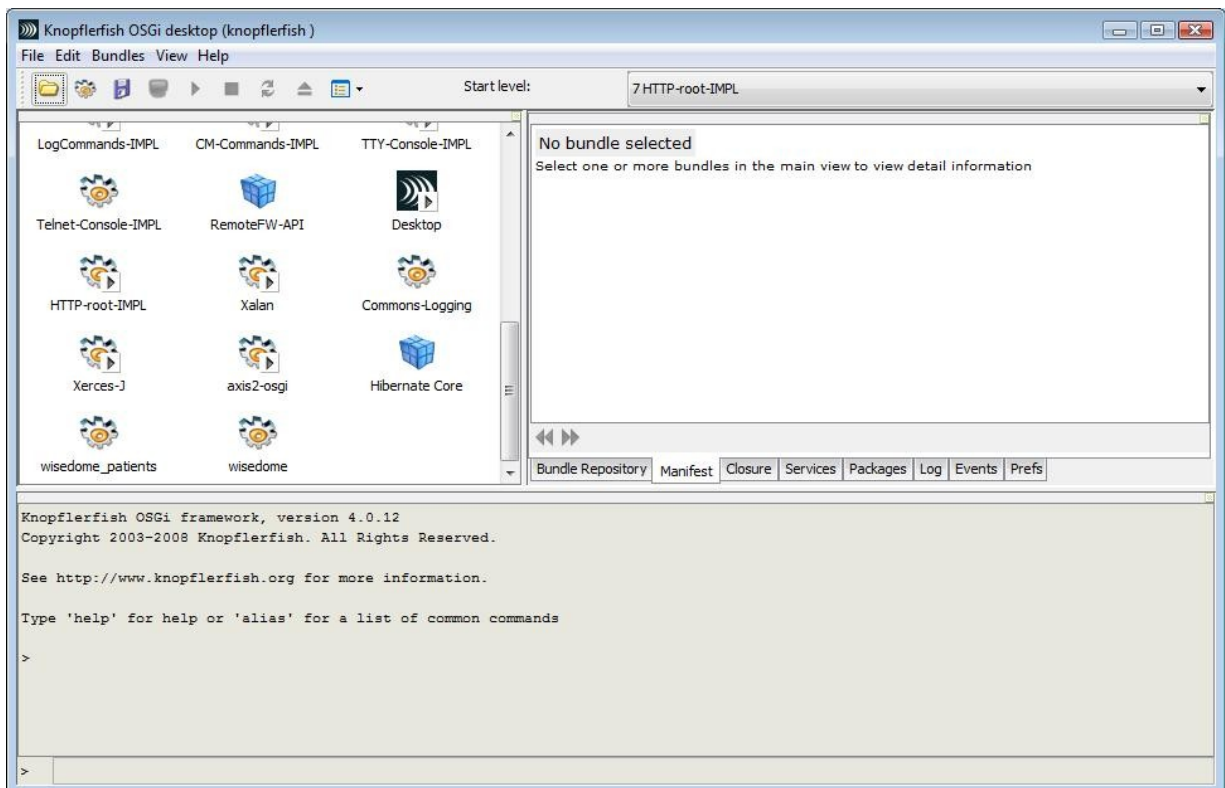 Knopflerfish OSGi desktop (knopflerfish )
File Edit Bundles View Help
Start level: 7 HTTP-root-IMPL
LogCommands-IMPL CM-Commands-IMPL TTY-Console-IMPL
Telnet-Console-IMPL RemoteFW-API Desktop
HTTP-root-IMPL Xalan Commons-Logging
Xerces-J axis2-osgi Hibernate Core
wisedome_patients wisedome
No bundle selected
Select one or more bundles in the main view to view detail information
Bundle Repository Manifest Closure Services Packages Log Events Prefs
Knopflerfish OSGi framework, version 4.0.12
Copyright 2003-2008 Knopflerfish. All Rights Reserved.
See http://www.knopflerfish.org for more information.
Type 'help' for help or 'alias' for a list of common commands
>
>